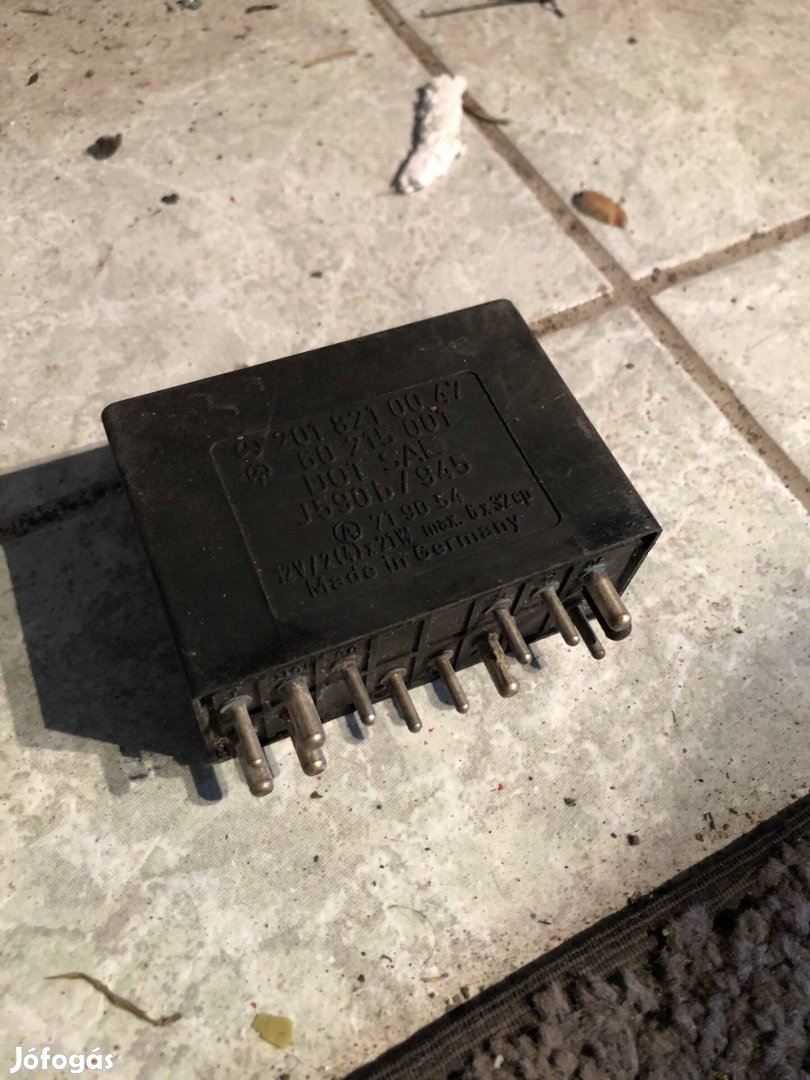 201 821 00 47
60 215 001
DOT SAE
J590b/945
71 90 54
12V/2(4)x21W max. 6x32cp
Made in Germany
Jófogás